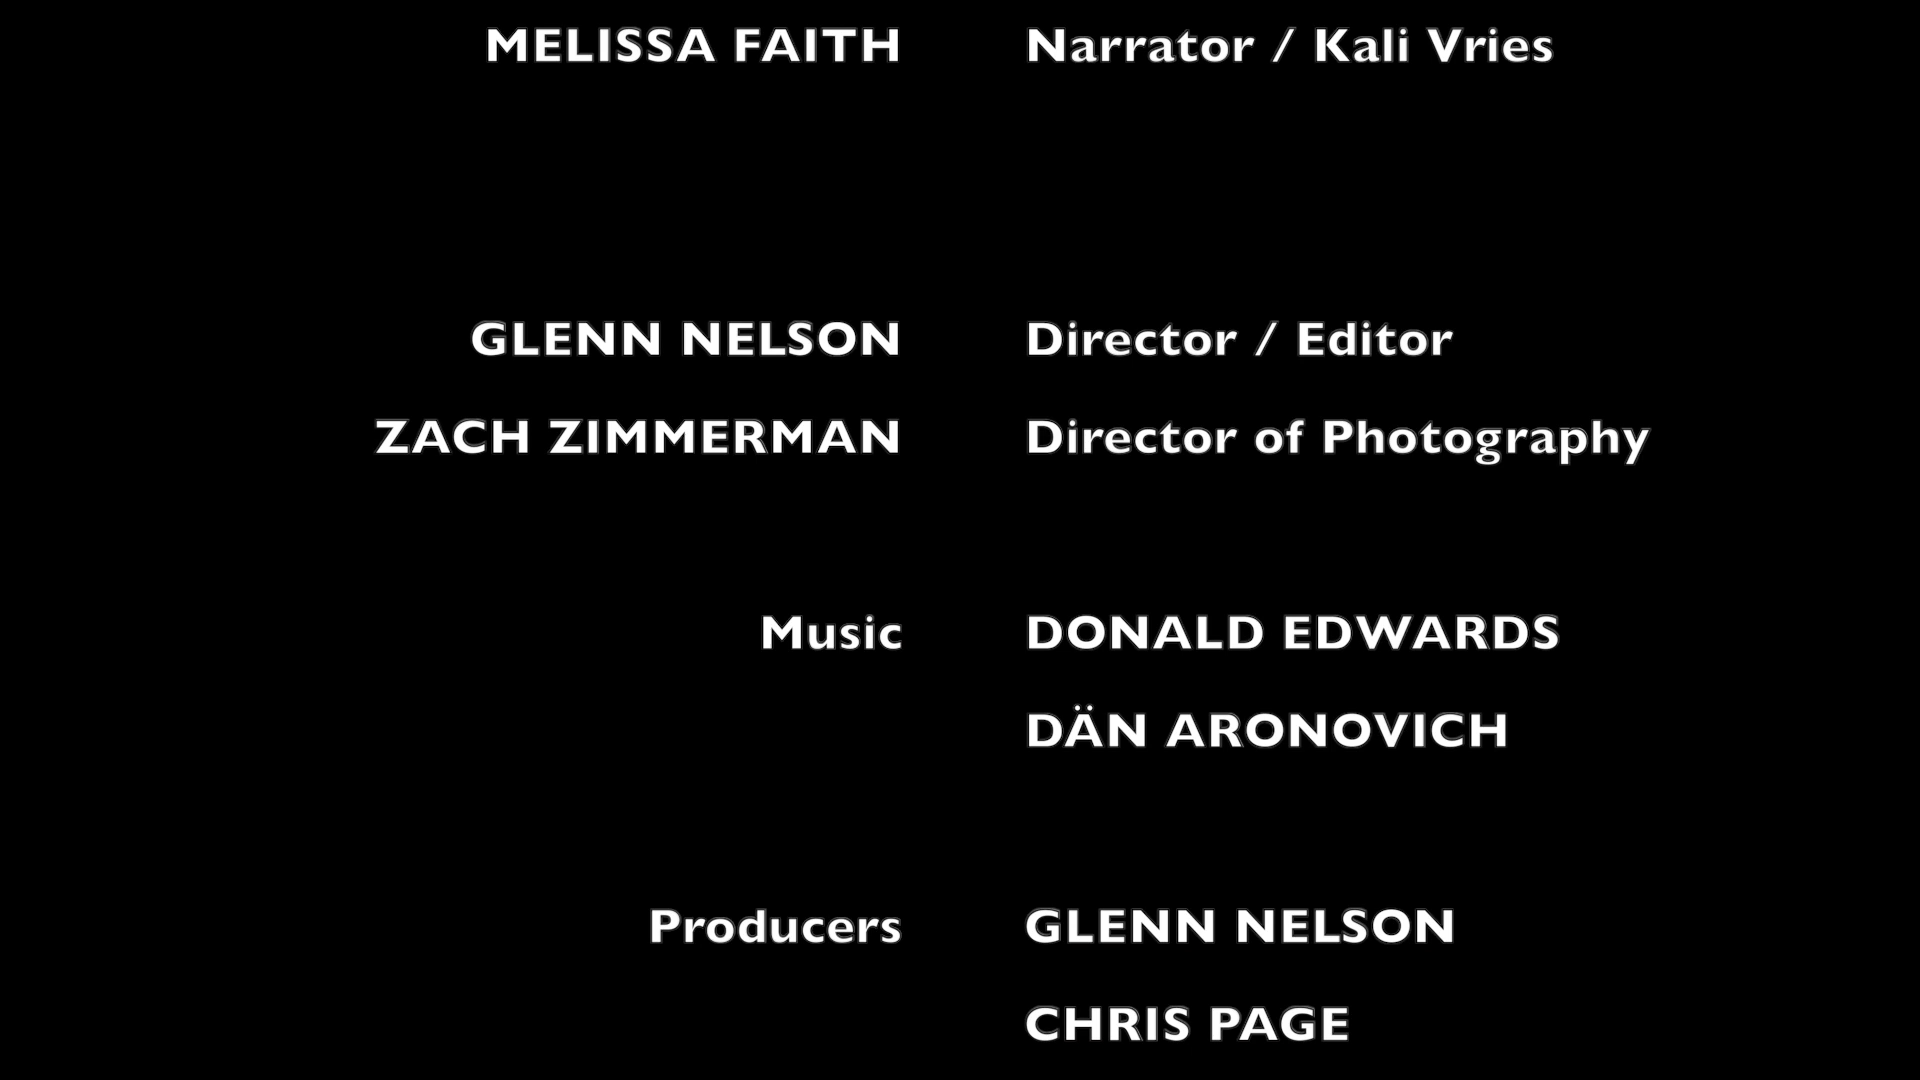 MELISSA FAITH Narrator / Kali Vries
GLENN NELSON Director / Editor
ZACH ZIMMERMAN Director of Photography
Music DONALD EDWARDS
DÄN ARONOVICH
Producers GLENN NELSON
CHRIS PAGE